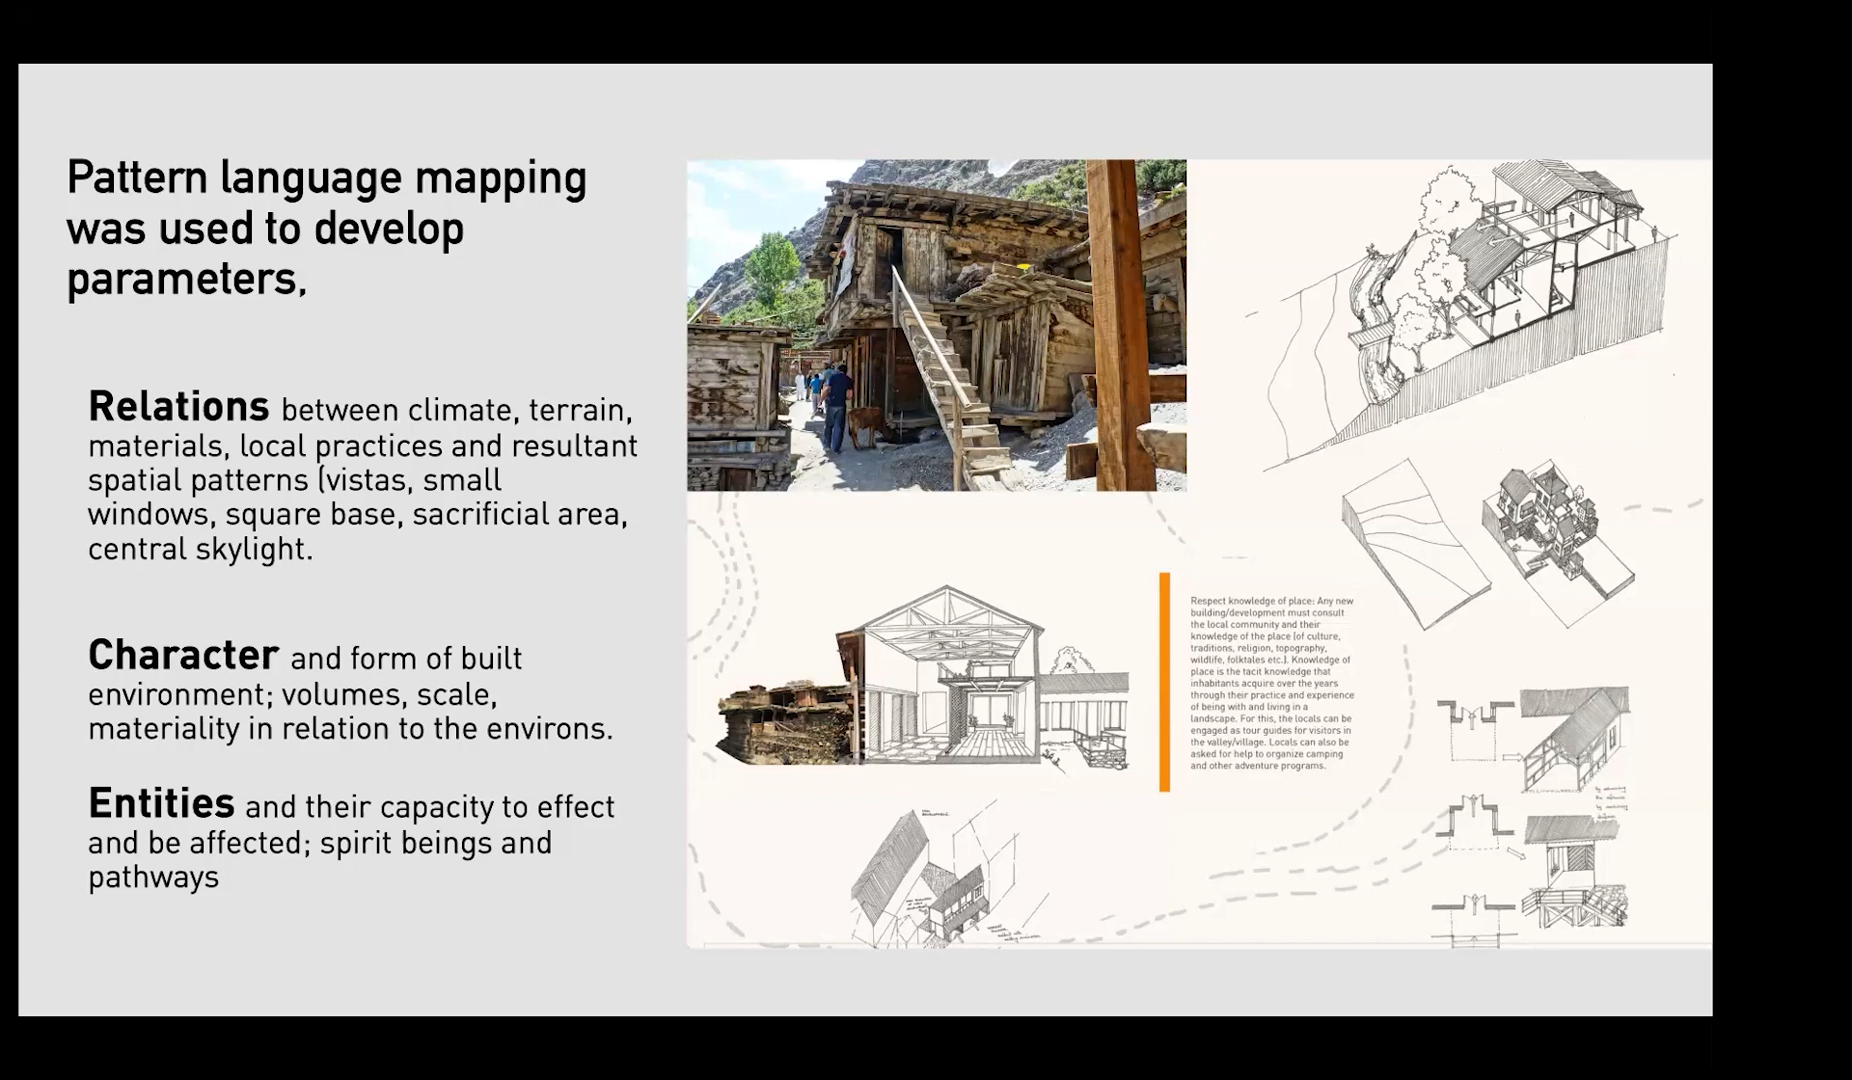 Pattern language mapping
was used to develop
parameters,
Relations between climate, terrain,
materials, local practices and resultant
spatial patterns (vistas, small
windows, square base, sacrificial area,
central skylight.
Character and form of built
environment; volumes, scale,
materiality in relation to the environs.
Entities and their capacity to effect
and be affected; spirit beings and
pathways
Respect knowledge of place: Any new
building/development must consult
the local community and their
knowledge of the place (of culture,
traditions, religion, topography,
wildlife, folktales etc.). Knowledge of
place is the tacit knowledge that
inhabitants acquire over the years
through their practice and experience
of being with and living in a
landscape. For this, the locals can be
engaged as tour guides for visitors in
the valley/village. Locals can also be
asked for help to organize camping
and other adventure programs.